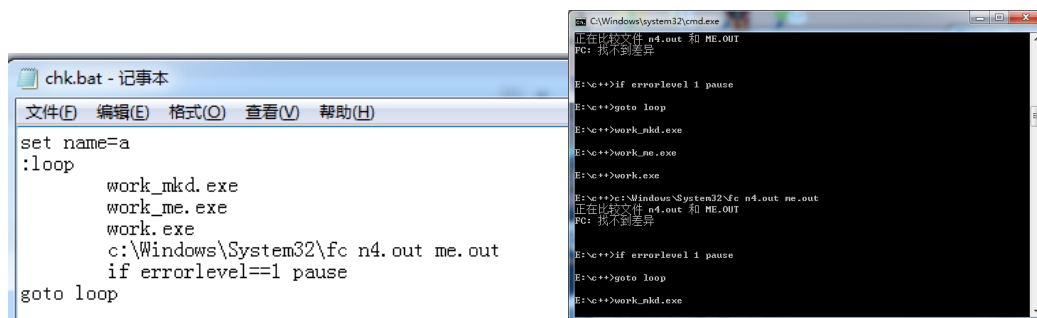 chk.bat - 记事本
文件(F) 编辑(E) 格式(O) 查看(V) 帮助(H)
set name=a
:loop
work_mkd.exe
work_me.exe
work.exe
c:\Windows\System32\fc n4.out me.out
if errorlevel==1 pause
goto loop
C:\Windows\system32\cmd.exe
正在比较文件 n4.out 和 ME.OUT
FC: 找不到差异
E:\c++>if errorlevel 1 pause
E:\c++>goto loop
E:\c++>work_mkd.exe
E:\c++>work_me.exe
E:\c++>work.exe
E:\c++>c:\Windows\System32\fc n4.out me.out
正在比较文件 n4.out 和 ME.OUT
FC: 找不到差异
E:\c++>if errorlevel 1 pause
E:\c++>goto loop
E:\c++>work_mkd.exe